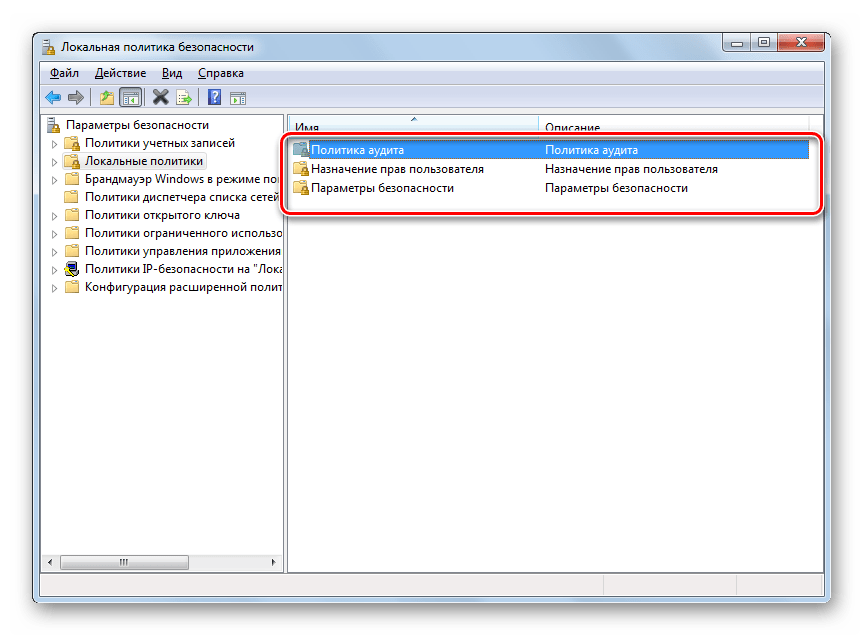 Локальная политика безопасности
Файл Действие Вид Справка
Параметры безопасности
Политики учетных записей
Локальные политики
Брандмауэр Windows в режиме по
Политики диспетчера списка сетей
Политики открытого ключа
Политики ограниченного использо
Политики управления приложения
Политики IP-безопасности на "Лока
Конфигурация расширенной полит
Имя Описание
Политика аудита Политика аудита
Назначение прав пользователя Назначение прав пользователя
Параметры безопасности Параметры безопасности